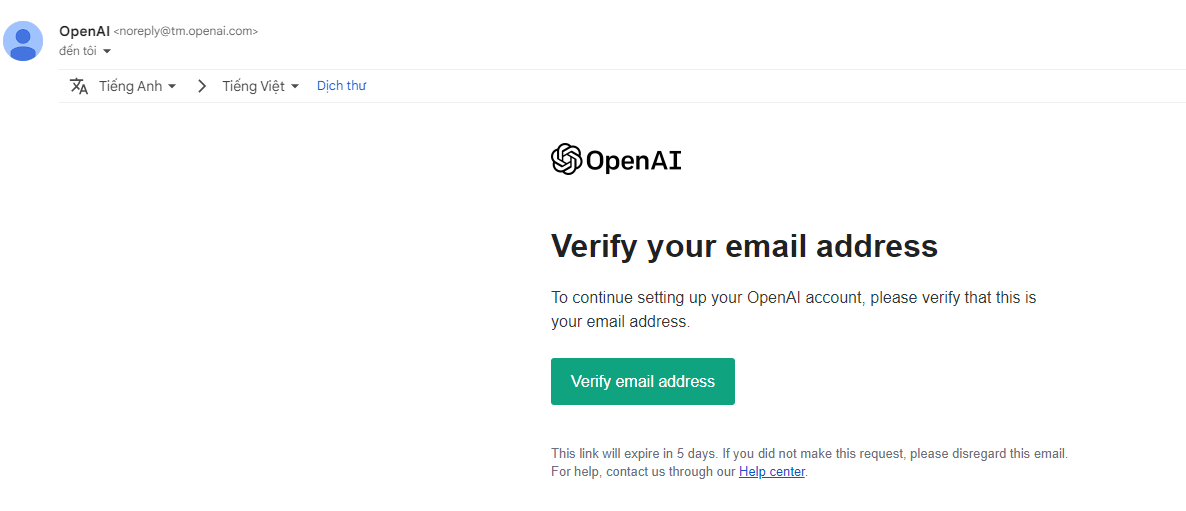 OpenAI <noreply@tm.openai.com>
đến tôi
Tiếng Anh Tiếng Việt Dịch thư
OpenAI
Verify your email address
To continue setting up your OpenAI account, please verify that this is
your email address.
Verify email address
This link will expire in 5 days. If you did not make this request, please disregard this email.
For help, contact us through our Help center.